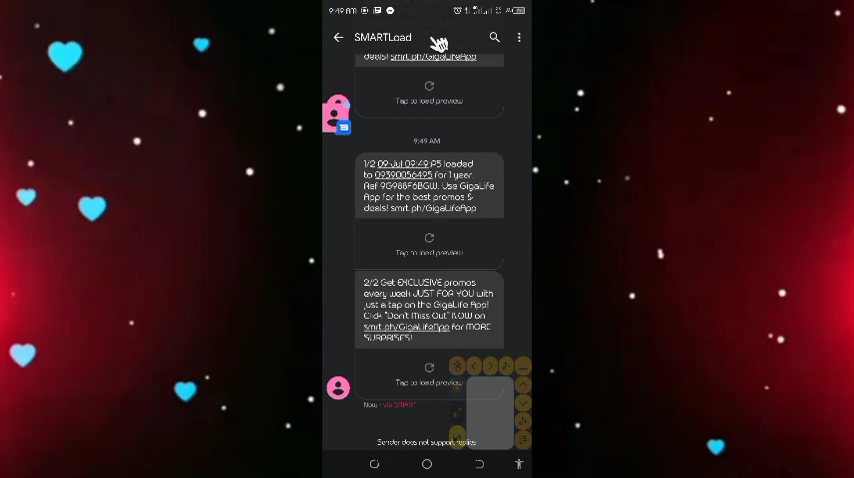 9:49 AM
SMARTLoad
deals! smrt.ph/GigaLifeApp
Tap to load preview
9:49 AM
1/2 09-Jul 09:49 P5 loaded
to 09390056495 for 1 year.
Ref 9G988F6BGW. Use GigaLife
App for the best promos &
deals! smrt.ph/GigaLifeApp
Tap to load preview
2/2 Get EXCLUSIVE promos
every week JUST FOR YOU with
just a tap on the GigaLife App!
Click "Don't Miss Out" NOW on
smrt.ph/GigaLifeApp for MORE
SURPRISES!
Tap to load preview
Now · via SMART
Sender does not support replies